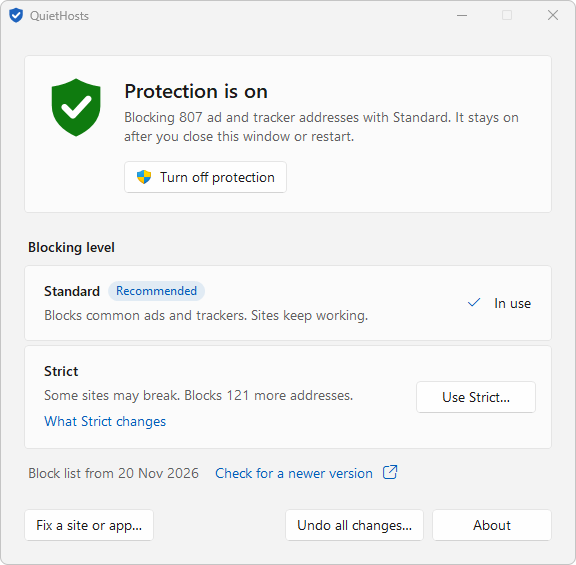 QuietHosts
Protection is on
Blocking 807 ad and tracker addresses with Standard. It stays on
after you close this window or restart.
Turn off protection
Blocking level
Standard Recommended
Blocks common ads and trackers. Sites keep working.
In use
Strict
Some sites may break. Blocks 121 more addresses.
What Strict changes
Use Strict...
Block list from 20 Nov 2026 Check for a newer version
Fix a site or app... Undo all changes... About